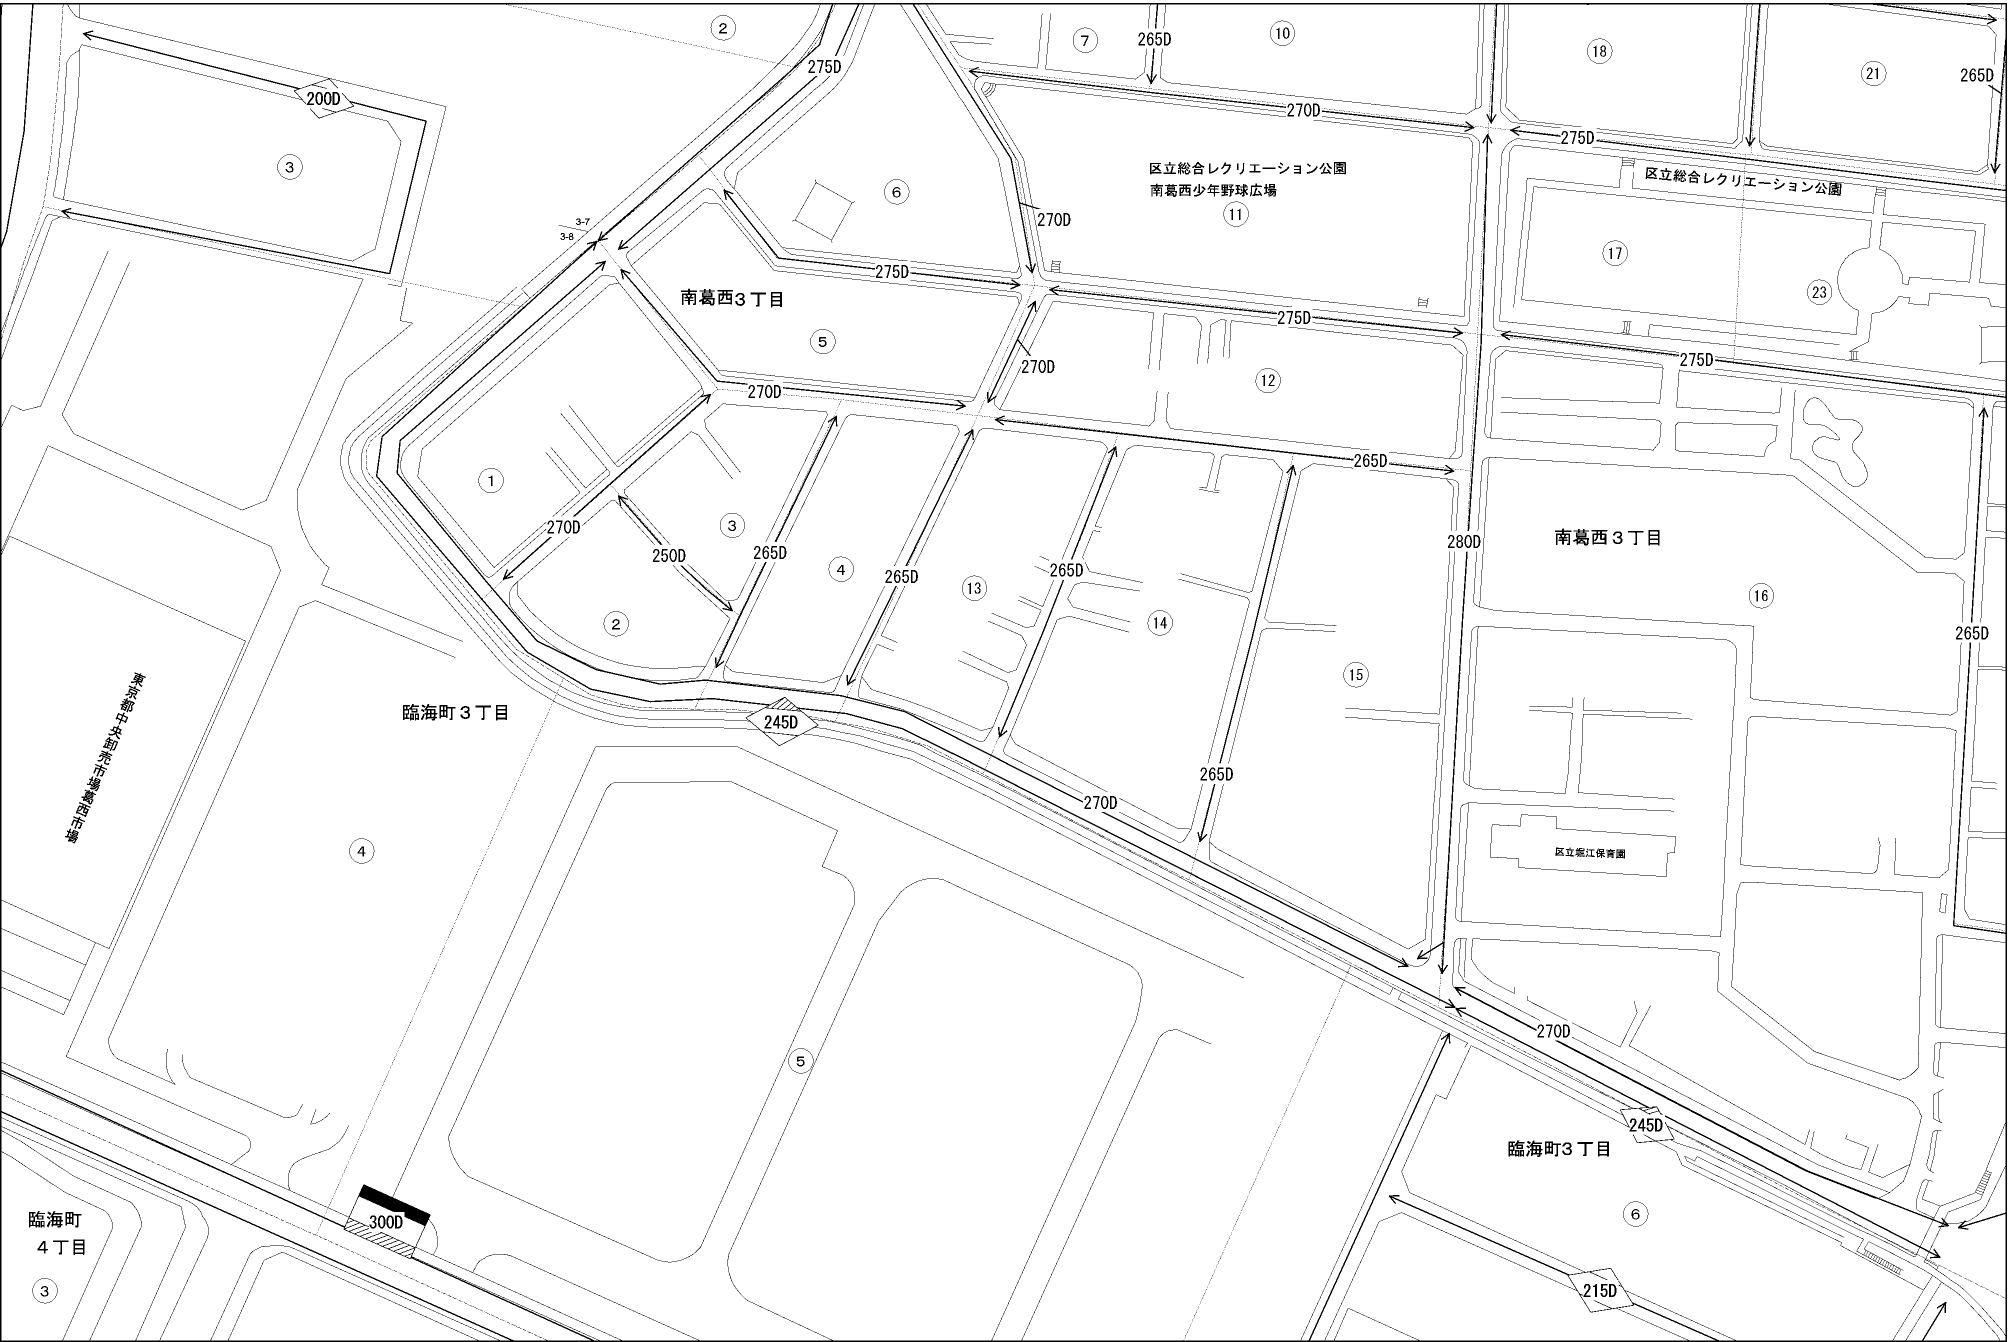 ②
⑦
265D
⑩
⑱
㉑
265D
275D
200D
③
270D
275D
区立総合レクリエーション公園
南葛西少年野球広場
⑪
区立総合レクリエーション公園
⑥
3-7
3-8
270D
⑰
㉓
275D
南葛西3丁目
275D
⑤
275D
270D
⑫
270D
265D
①
270D
③
250D
265D
④
265D
⑬
265D
280D
南葛西3丁目
⑯
②
⑭
265D
⑮
臨海町3丁目
245D
265D
270D
東京都中央卸売市場葛西市場
④
区立堀江保育園
⑤
270D
245D
臨海町3丁目
⑥
300D
臨海町
4丁目
③
215D